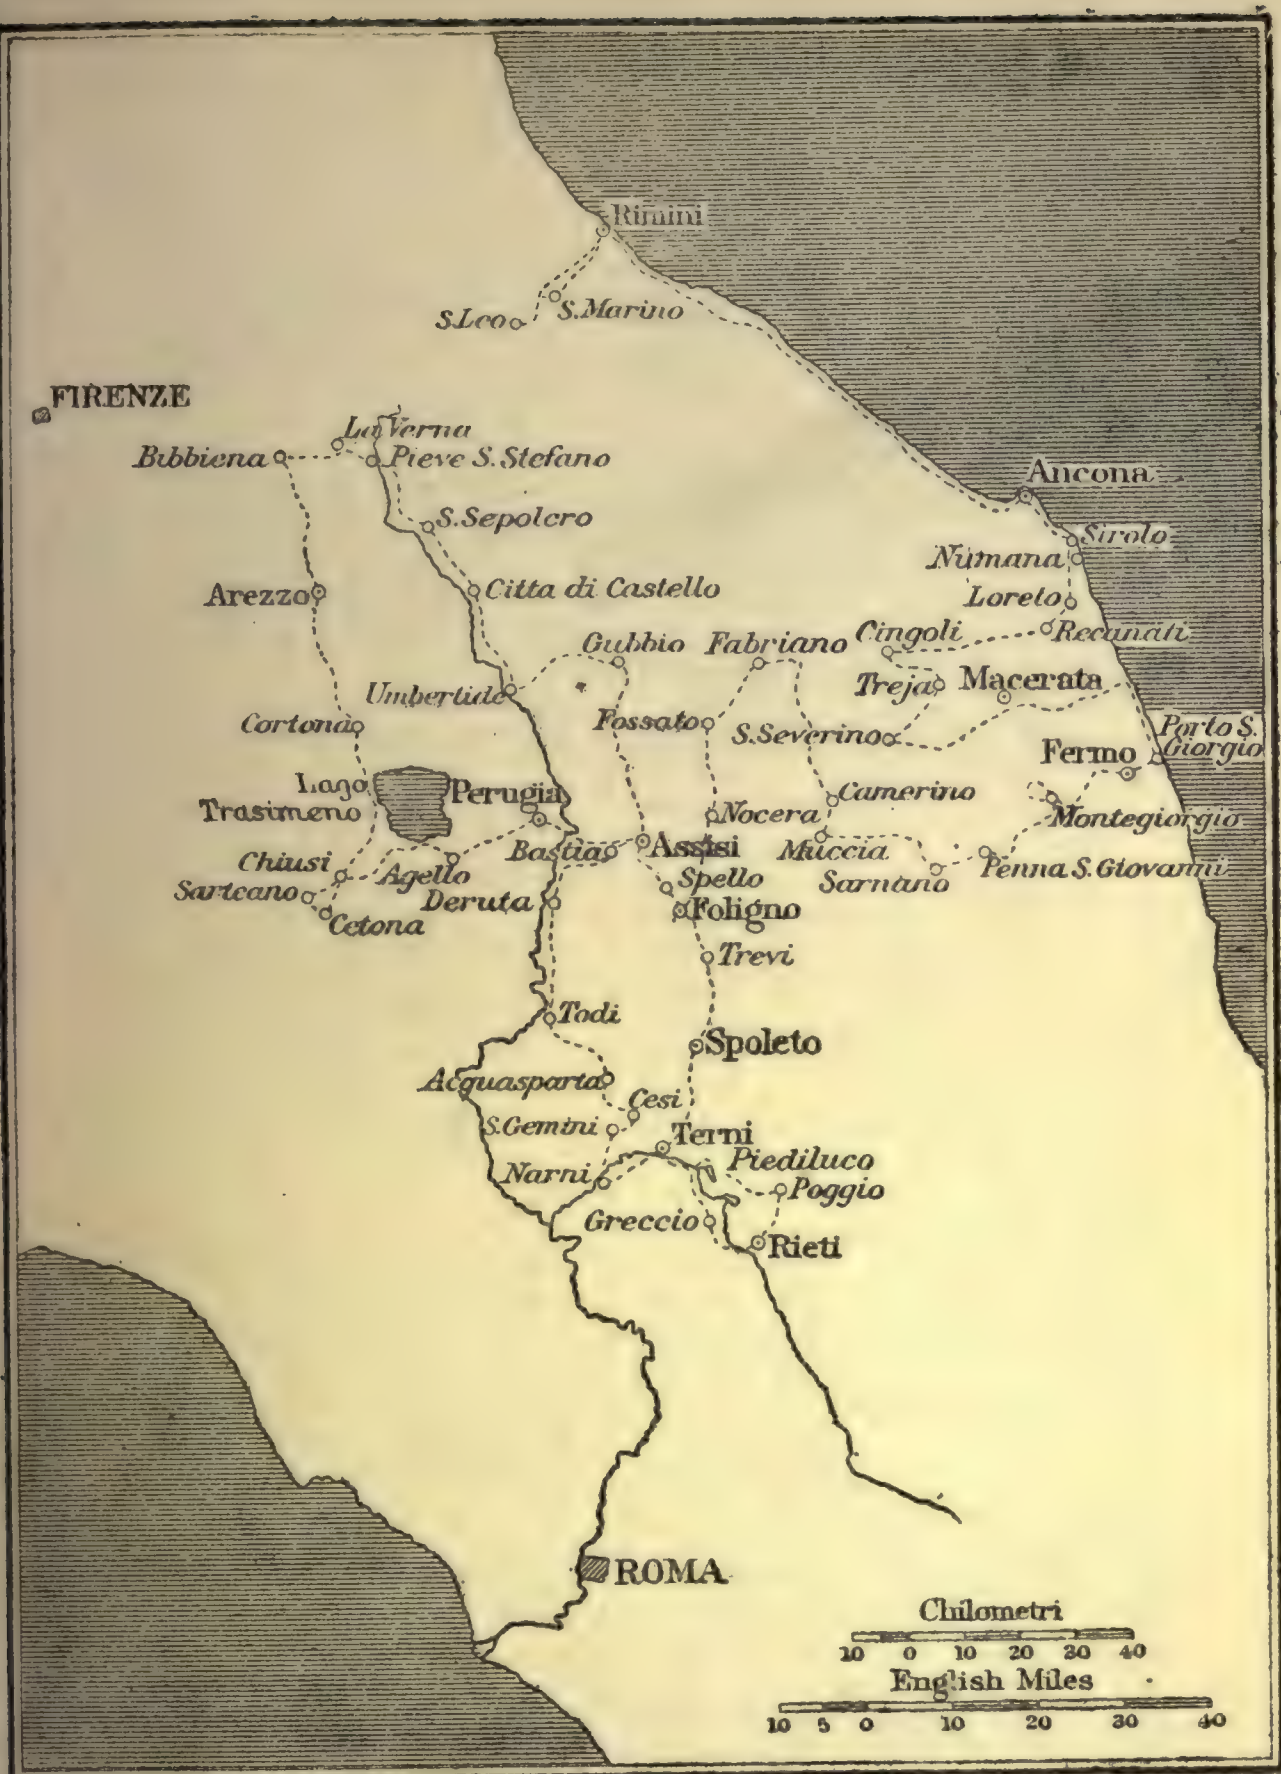 Rimini
S.Leo
S.Marino
FIRENZE
La Verna
Bibbiena
Pieve S.Stefano
Ancona
S.Sepolcro
Sirolo
Numana
Arezzo
Citta di Castello
Loreto
Cingoli
Recanati
Gubbio
Fabriano
Treja
Macerata
Umbertide
Cortona
Fossato
S.Severino
Porto S.
Giorgio
Fermo
Lago
Trasimeno
Perugia
Camerino
Nocera
Montegiorgio
Bastia
Assisi
Muccia
Chiusi
Agello
Penna S.Giovanni
Sarteano
Spello
Sarnano
Deruta
Foligno
Cetona
Trevi
Todi
Spoleto
Acquasparta
Cesi
S.Gemini
Terni
Piediluco
Narni
Poggio
Greccio
Rieti
ROMA
Chilometri
10 0 10 20 30 40
English Miles
10 5 0 10 20 30 40